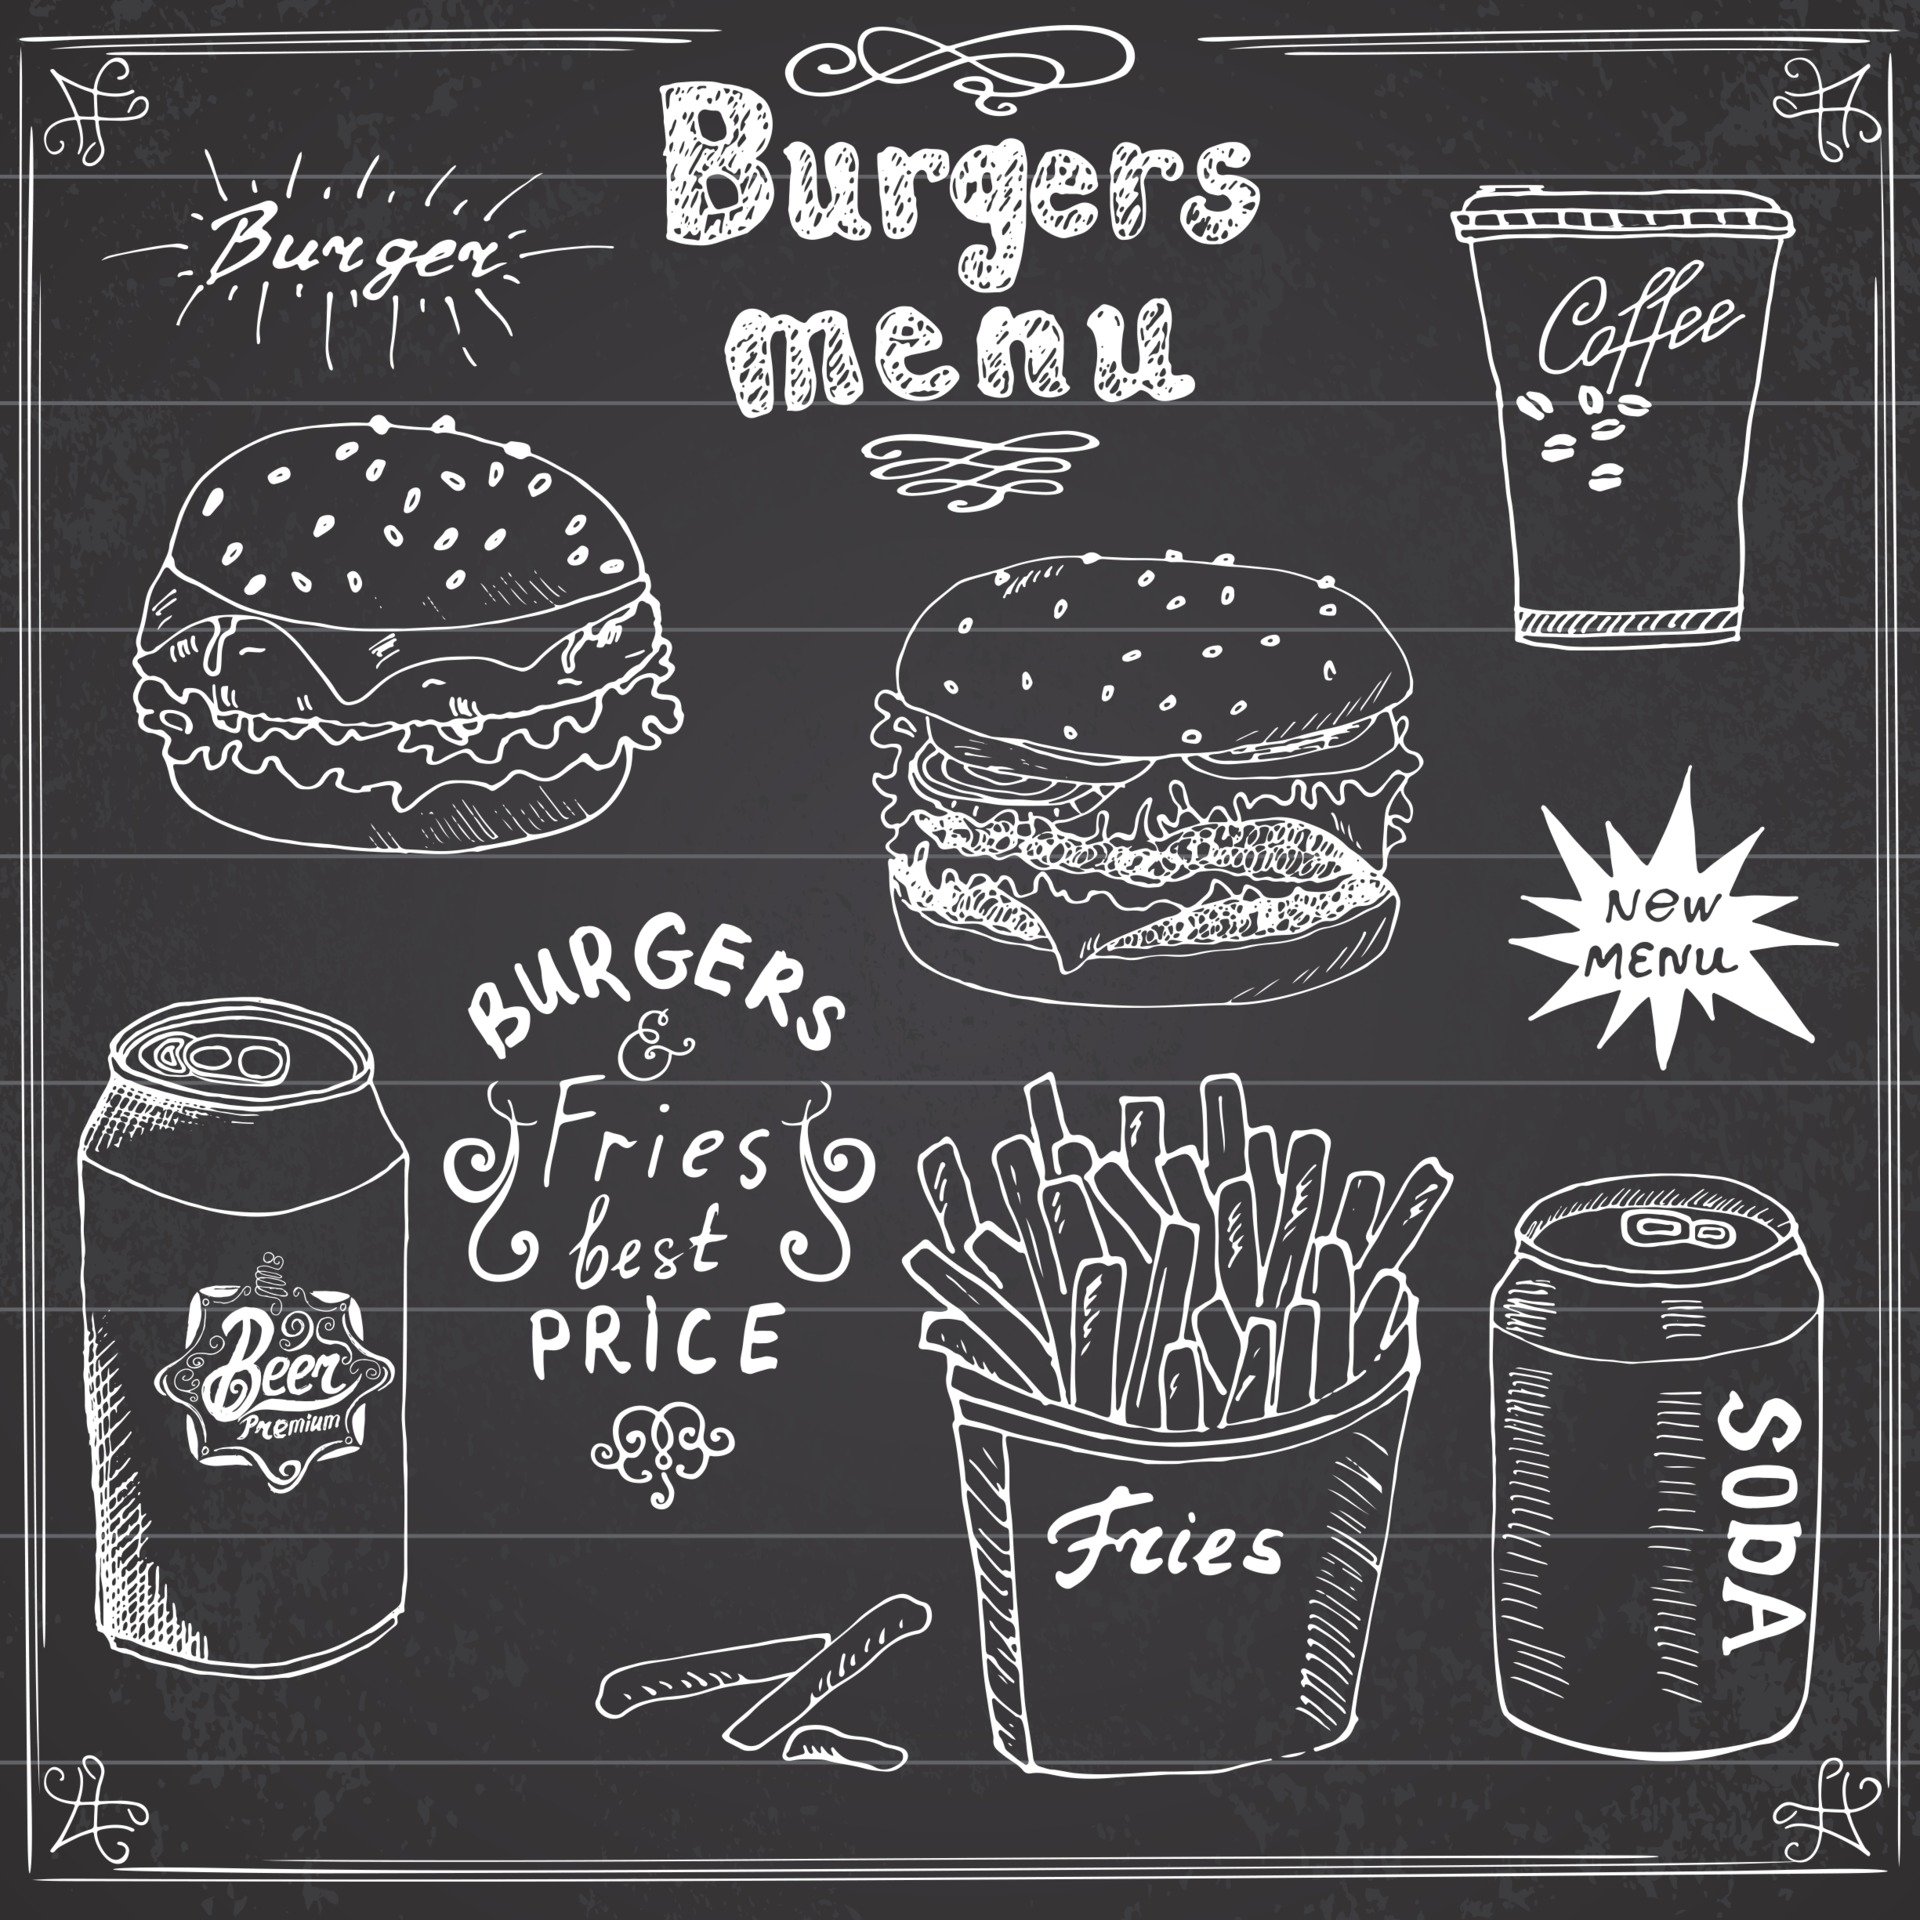 Burgers
menu
Burger
Coffee
NEW
MENU
BURGERS
&
Fries
best
PRICE
Beer
Premium
Fries
SODA